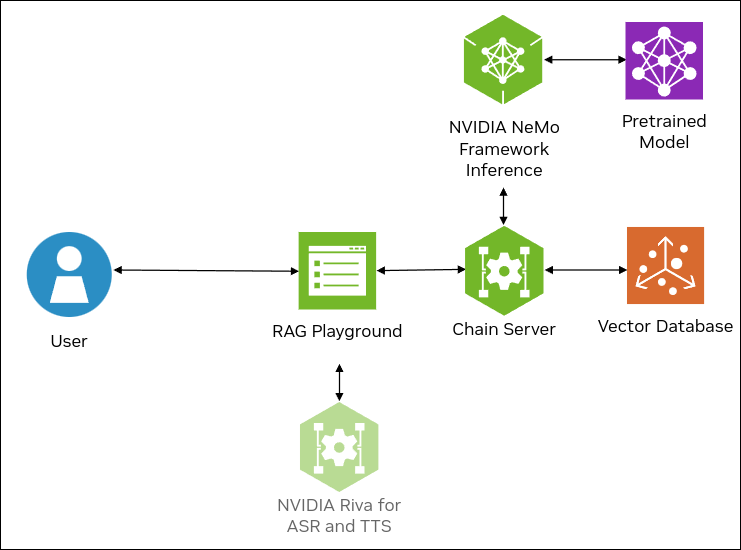 NVIDIA NeMo
Framework
Inference
Pretrained
Model
User
RAG Playground
Chain Server
Vector Database
NVIDIA Riva for
ASR and TTS